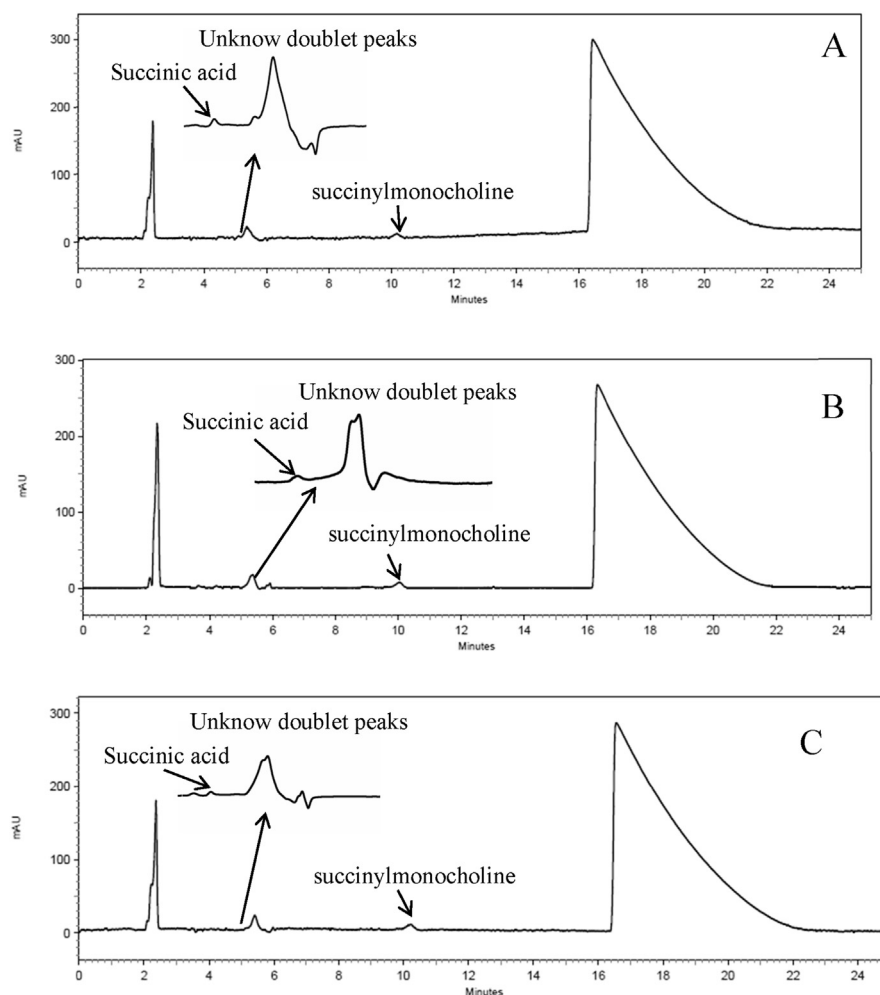 A
Unknow doublet peaks
Succinic acid
succinylmonocholine
300
200
100
0
mAU
0 2 4 6 8 10 12 14 16 18 20 22 24
Minutes
B
Unknow doublet peaks
Succinic acid
succinylmonocholine
300
200
100
0
mAU
0 2 4 6 8 10 12 14 16 18 20 22 24
Minutes
C
Unknow doublet peaks
Succinic acid
succinylmonocholine
300
200
100
0
mAU
0 2 4 6 8 10 12 14 16 18 20 22 24
Minutes